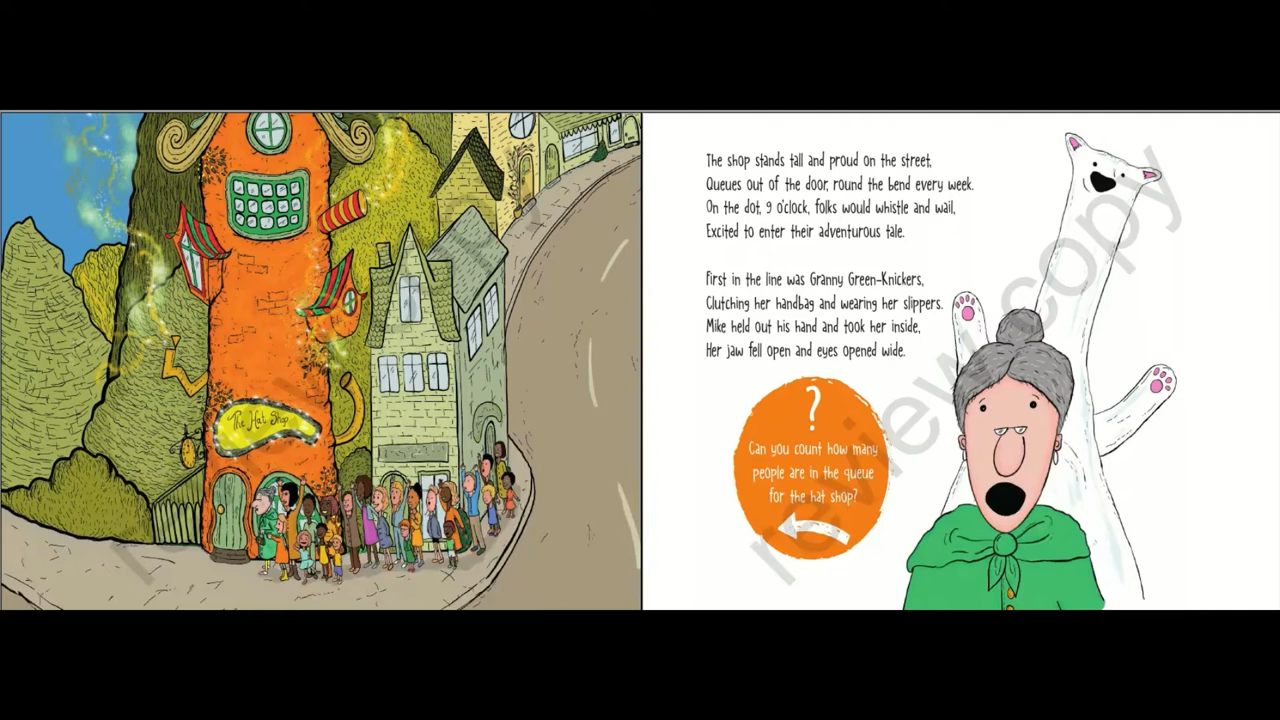 The Hat Shop
The shop stands tall and proud on the street,
Queues out of the door, round the bend every week.
On the dot, 9 o'clock, folks would whistle and wail,
Excited to enter their adventurous tale.
First in the line was Granny Green-Knickers,
Clutching her handbag and wearing her slippers.
Mike held out his hand and took her inside,
Her jaw fell open and eyes opened wide.
?
Can you count how many
people are in the queue
for the hat shop?
review copy